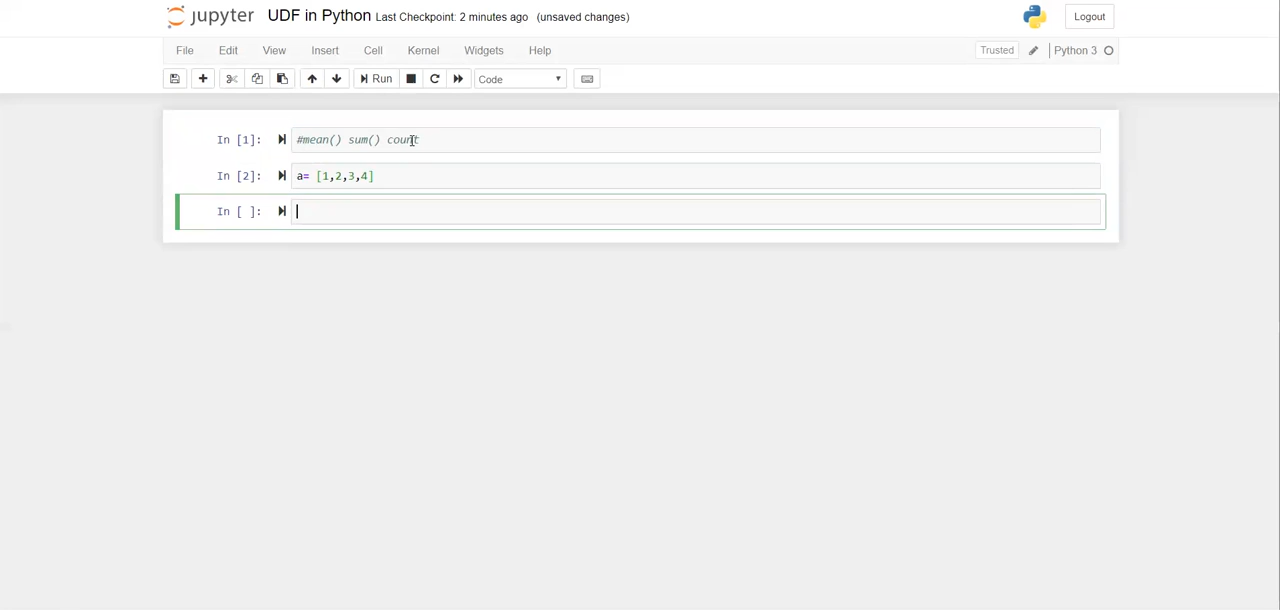 jupyter UDF in Python Last Checkpoint: 2 minutes ago (unsaved changes) Logout
File Edit View Insert Cell Kernel Widgets Help Trusted Python 3
Run Code
In [1]: #mean() sum() count
In [2]: a= [1,2,3,4]
In [ ]: